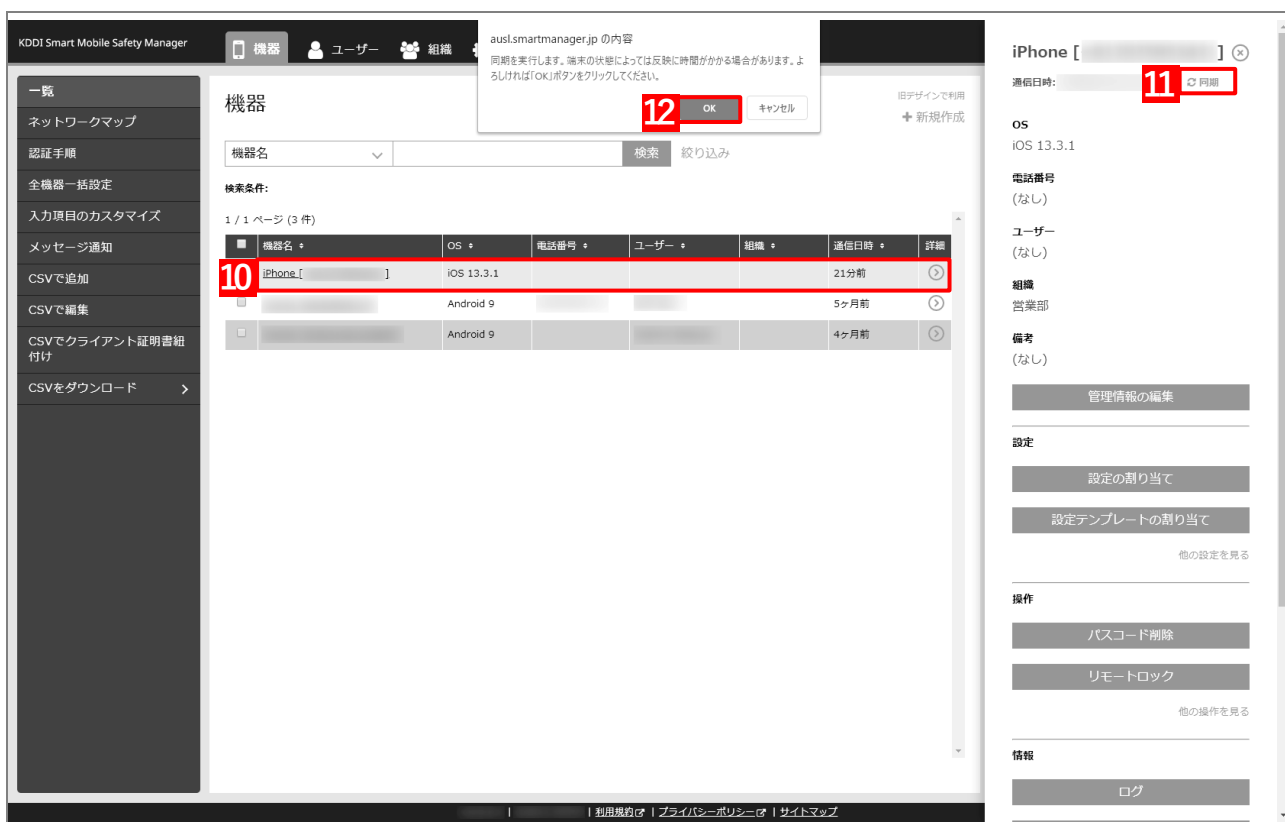 KDDI Smart Mobile Safety Manager
機器
ユーザー
組織
ausl.smartmanager.jp の内容
同期を実行します。端末の状態によっては反映に時間がかかる場合があります。よ
ろしければ「OK」ボタンをクリックしてください。
12
OK
キャンセル
一覧
ネットワークマップ
認証手順
全機器一括設定
入力項目のカスタマイズ
メッセージ通知
CSVで追加
CSVで編集
CSVでクライアント証明書紐
付け
CSVをダウンロード
機器
旧デザインで利用
新規作成
機器名
検索
絞り込み
検索条件:
1 / 1 ページ (3 件)
機器名 OS 電話番号 ユーザー 組織 通信日時 詳細
10
iPhone [ ] iOS 13.3.1 21分前
Android 9 5ヶ月前
Android 9 4ヶ月前
iPhone [ ]
通信日時:
11
同期
OS
iOS 13.3.1
電話番号
(なし)
ユーザー
(なし)
組織
営業部
備考
(なし)
管理情報の編集
設定
設定の割り当て
設定テンプレートの割り当て
他の設定を見る
操作
パスコード削除
リモートロック
他の操作を見る
情報
ログ
| | 利用規約 | プライバシーポリシー | サイトマップ